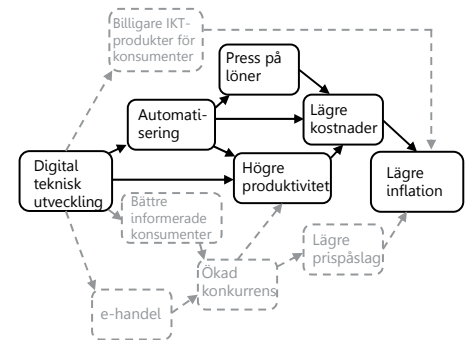 Billigare IKT-
produkter för
konsumenter
Press på
löner
Automati-
sering
Lägre
kostnader
Digital
teknisk
utveckling
Högre
produktivitet
Lägre
inflation
Bättre
informerade
konsumenter
Lägre
prispåslag
Ökad
konkurrens
e-handel